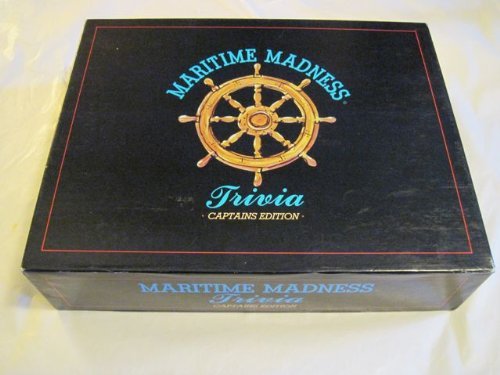 MARITIME MADNESS®
Trivia
· CAPTAINS EDITION ·
MARITIME MADNESS
Trivia
CAPTAINS EDITION